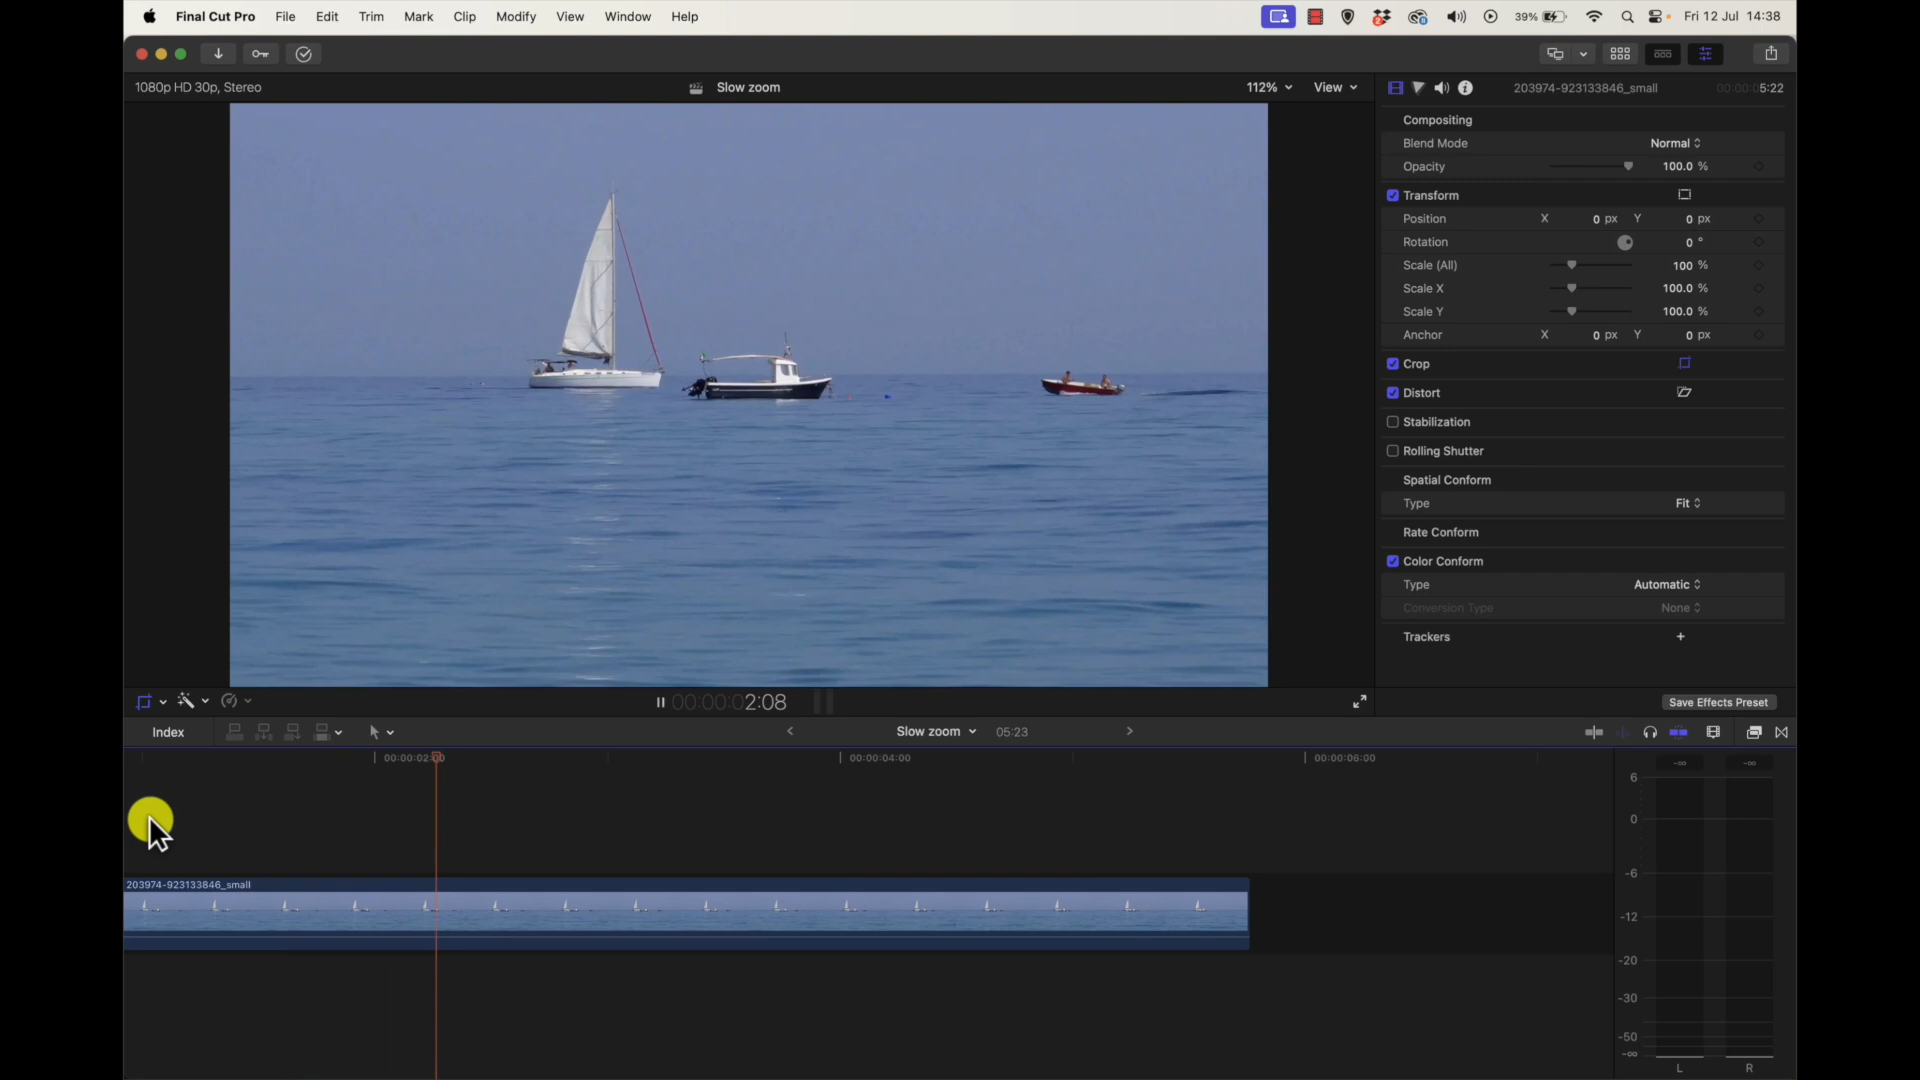 Final Cut Pro File Edit Trim Mark Clip Modify View Window Help 39% Fri 12 Jul 14:38
1080p HD 30p, Stereo Slow zoom 112% View 203974-923133846_small 00:00:05:22
Compositing
Blend Mode Normal
Opacity 100.0 %
Transform
Position X 0 px Y 0 px
Rotation 0 °
Scale (All) 100 %
Scale X 100.0 %
Scale Y 100.0 %
Anchor X 0 px Y 0 px
Crop
Distort
Stabilization
Rolling Shutter
Spatial Conform
Type Fit
Rate Conform
Color Conform
Type Automatic
Conversion Type None
Trackers +
00:00:02:08 Save Effects Preset
Index Slow zoom 05:23
00:00:02:00 00:00:04:00 00:00:06:00
203974-923133846_small
-∞ -∞
6
0
-6
-12
-20
-30
-50
-∞
L R